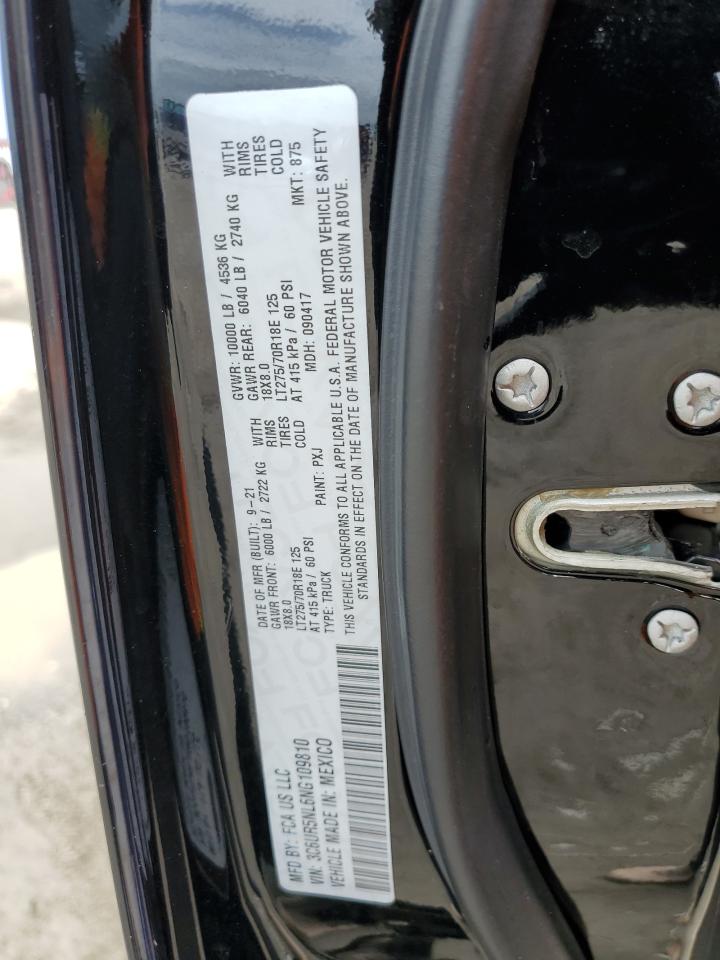 MFD BY: FCA US LLC
DATE OF MFR (BUILT): 9-21
GVWR: 10000 LB / 4536 KG
GAWR FRONT: 6000 LB / 2722 KG WITH
GAWR REAR: 6040 LB / 2740 KG WITH
18X8.0 RIMS
18X8.0 RIMS
LT275/70R18E 125 TIRES
LT275/70R18E 125 TIRES
AT 415 kPa / 60 PSI COLD
AT 415 kPa / 60 PSI COLD
VIN: 3C6UR5NL6NG109810
TYPE: TRUCK PAINT: PXJ MDH: 090417 MKT: 875
VEHICLE MADE IN: MEXICO
THIS VEHICLE CONFORMS TO ALL APPLICABLE U.S.A. FEDERAL MOTOR VEHICLE SAFETY
STANDARDS IN EFFECT ON THE DATE OF MANUFACTURE SHOWN ABOVE.